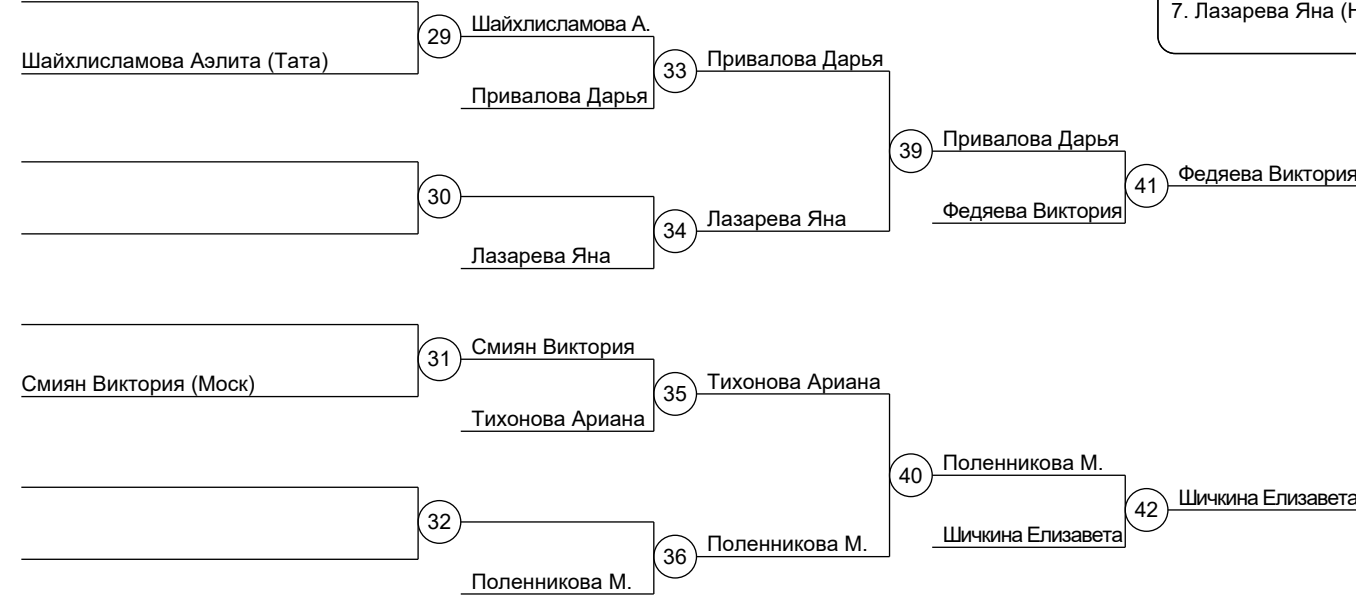 7. Лазарева Яна (Н
29
Шайхлисламова А.
Шайхлисламова Аэлита (Тата)
33
Привалова Дарья
Привалова Дарья
39
Привалова Дарья
41
Федяева Виктория
30
34
Лазарева Яна
Федяева Виктория
Лазарева Яна
31
Смиян Виктория
Смиян Виктория (Моск)
35
Тихонова Ариана
Тихонова Ариана
40
Поленникова М.
32
42
Шичкина Елизавета
36
Поленникова М.
Шичкина Елизавета
Поленникова М.